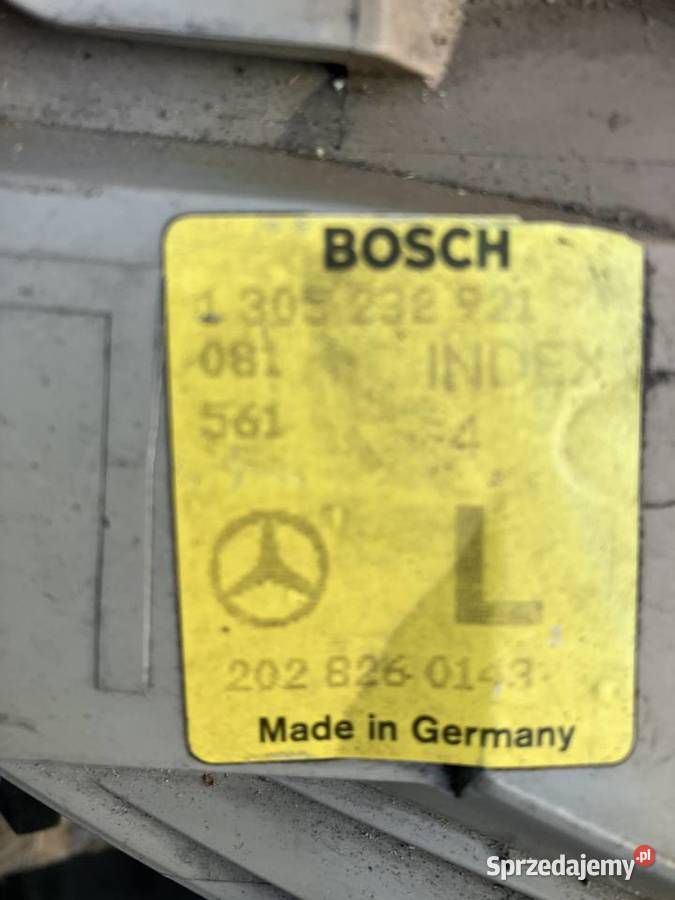 BOSCH
1 305 232 921
081 INDEX
561 4
L
202 826 0143
Made in Germany
Sprzedajemy.pl